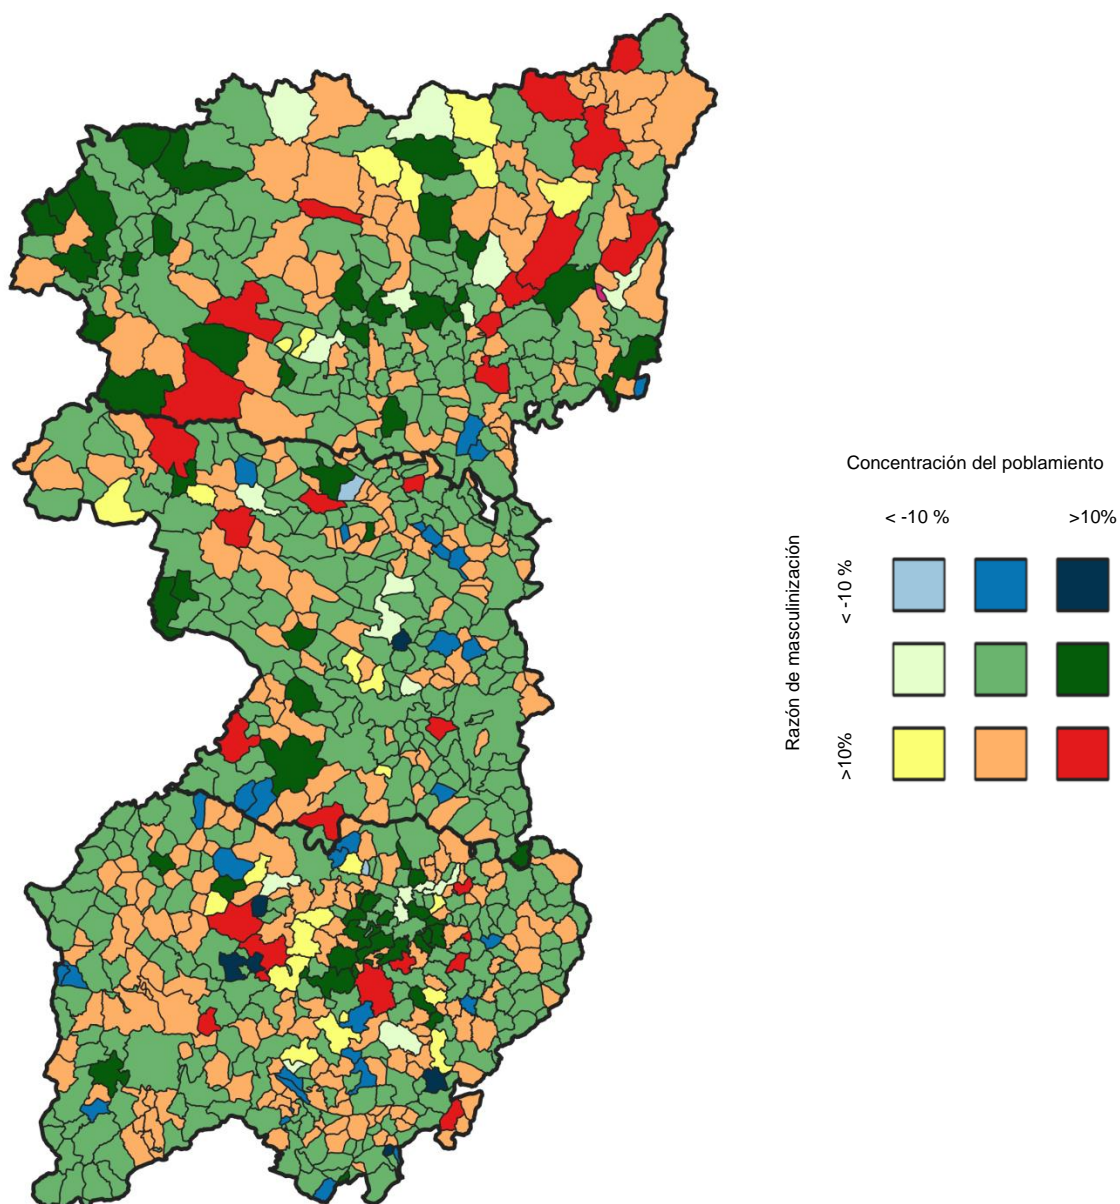 Concentración del poblamiento
< -10 %
>10%
Razón de masculinización
< -10 %
>10%